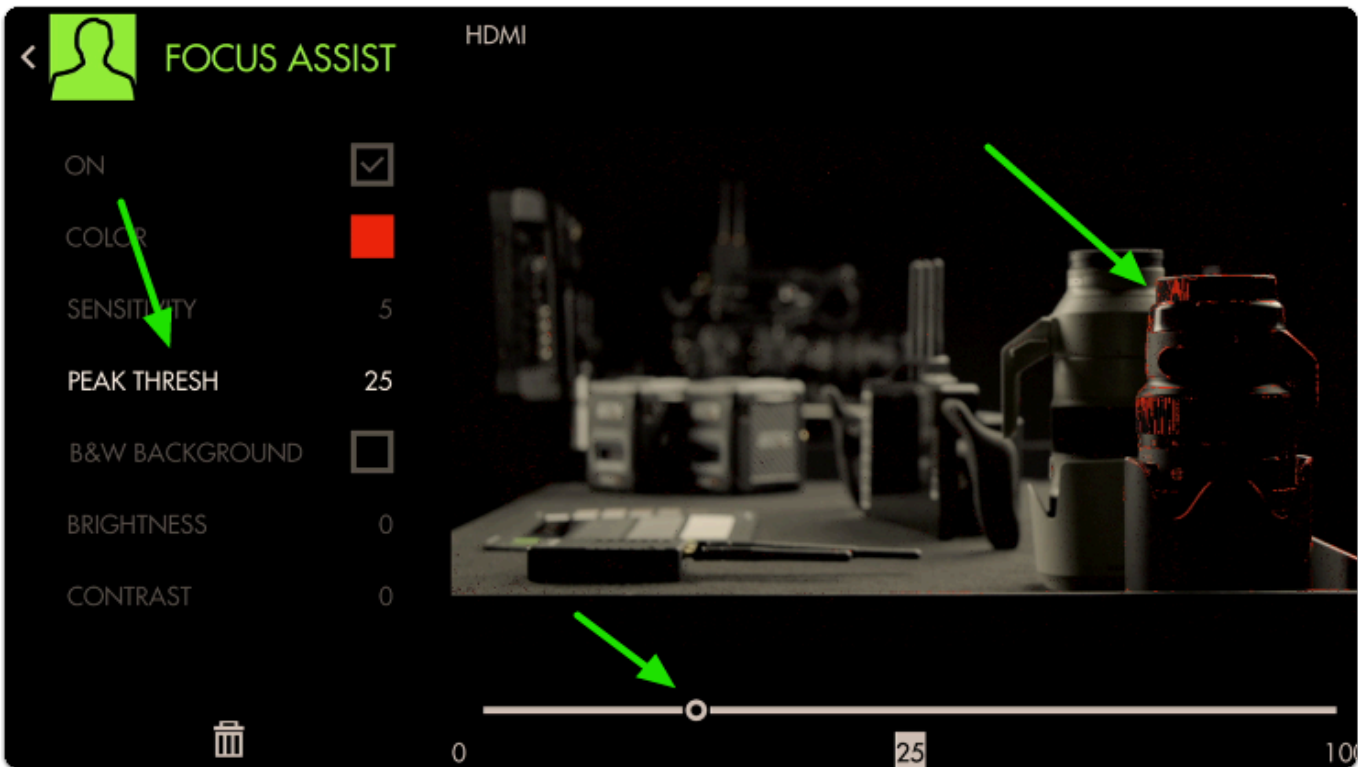 FOCUS ASSIST
HDMI
ON
COLOR
SENSITIVITY 5
PEAK THRESH 25
B&W BACKGROUND
BRIGHTNESS 0
CONTRAST 0
0 25 100